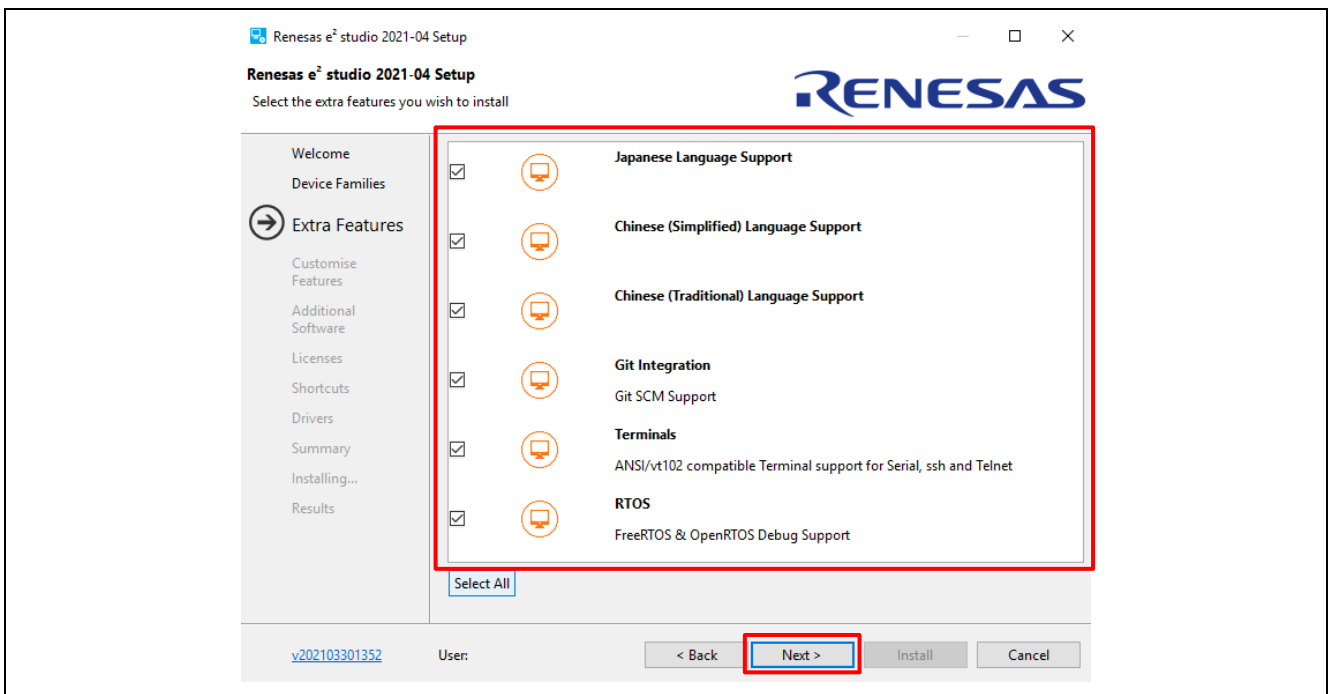 Renesas e² studio 2021-04 Setup
Renesas e² studio 2021-04 Setup
Select the extra features you wish to install
RENESAS
Welcome
Device Families
Extra Features
Customise
Features
Additional
Software
Licenses
Shortcuts
Drivers
Summary
Installing...
Results
Japanese Language Support
Chinese (Simplified) Language Support
Chinese (Traditional) Language Support
Git Integration
Git SCM Support
Terminals
ANSI/vt102 compatible Terminal support for Serial, ssh and Telnet
RTOS
FreeRTOS & OpenRTOS Debug Support
Select All
v202103301352
User:
< Back
Next >
Install
Cancel